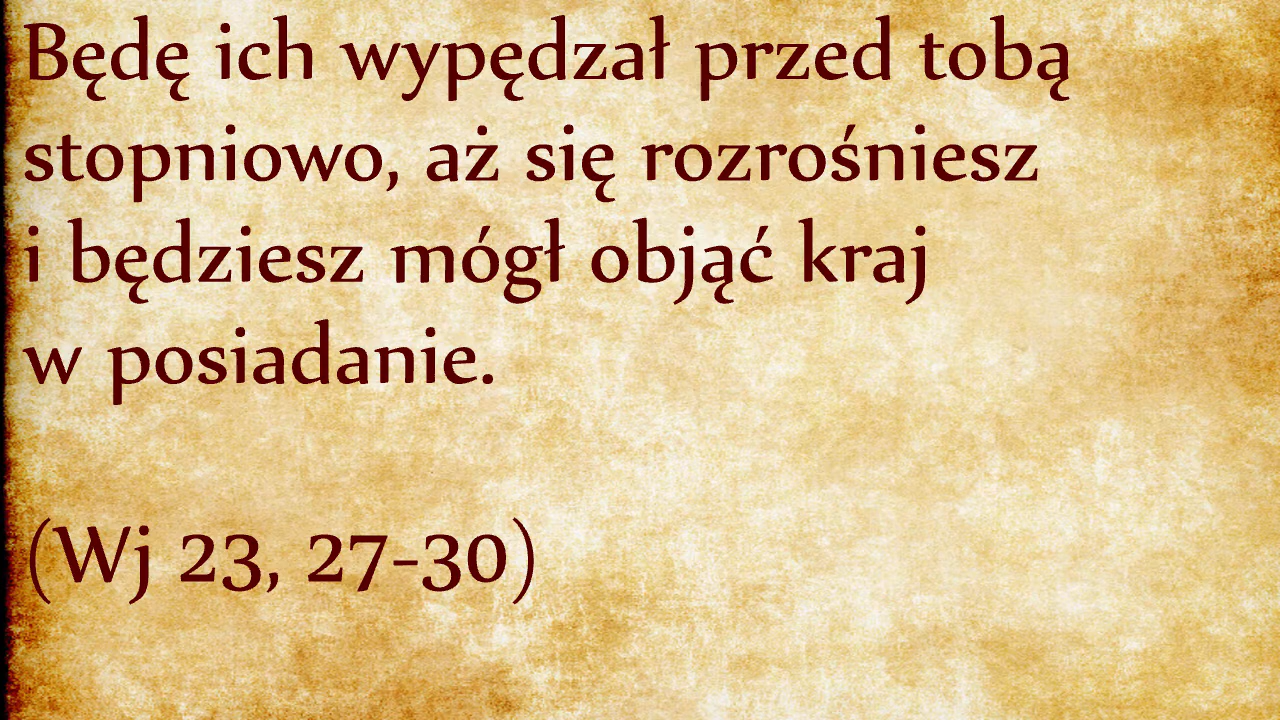 Będę ich wypędzał przed tobą
stopniowo, aż się rozrośniesz
i będziesz mógł objąć kraj
w posiadanie.
(Wj 23, 27-30)